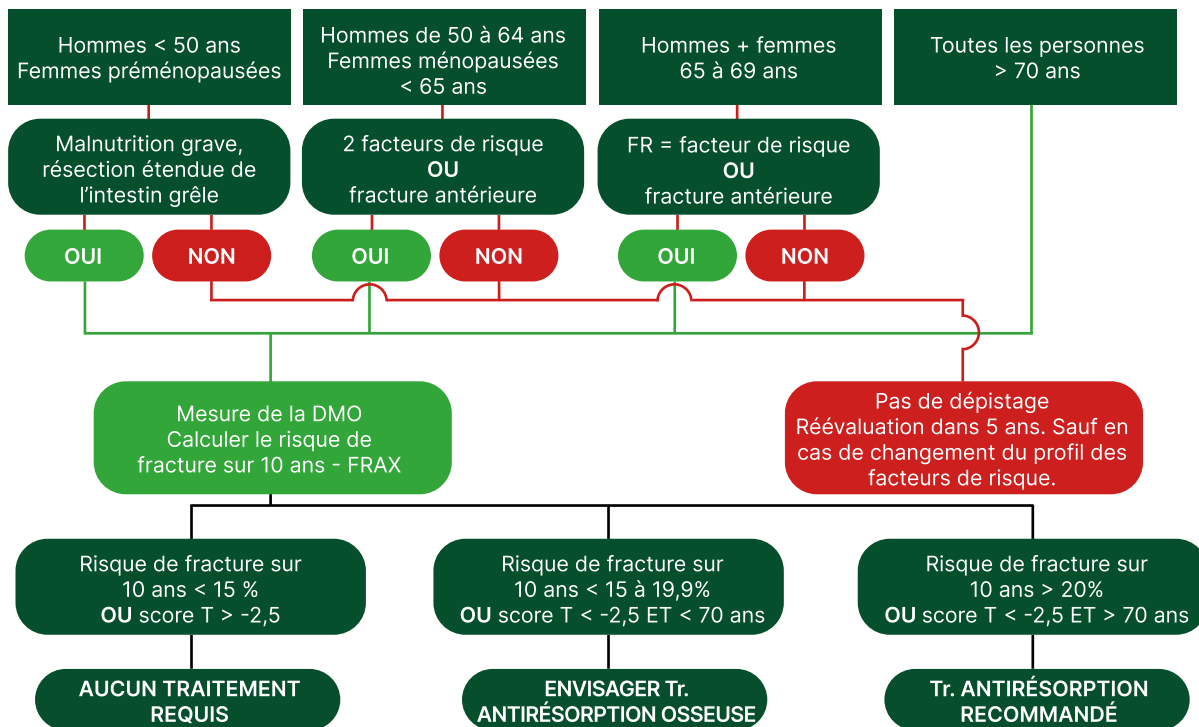 Hommes < 50 ans
Femmes préménopausées
Hommes de 50 à 64 ans
Femmes ménopausées
< 65 ans
Hommes + femmes
65 à 69 ans
Toutes les personnes
> 70 ans
Malnutrition grave,
résection étendue de
l’intestin grêle
2 facteurs de risque
OU
fracture antérieure
FR = facteur de risque
OU
fracture antérieure
OUI
NON
OUI
NON
OUI
NON
Mesure de la DMO
Calculer le risque de
fracture sur 10 ans - FRAX
Pas de dépistage
Réévaluation dans 5 ans. Sauf en
cas de changement du profil des
facteurs de risque.
Risque de fracture sur
10 ans < 15 %
OU score T > -2,5
Risque de fracture sur
10 ans < 15 à 19,9%
OU score T < -2,5 ET < 70 ans
Risque de fracture sur
10 ans > 20%
OU score T < -2,5 ET > 70 ans
AUCUN TRAITEMENT
REQUIS
ENVISAGER Tr.
ANTIRÉSORPTION OSSEUSE
Tr. ANTIRÉSORPTION
RECOMMANDÉ